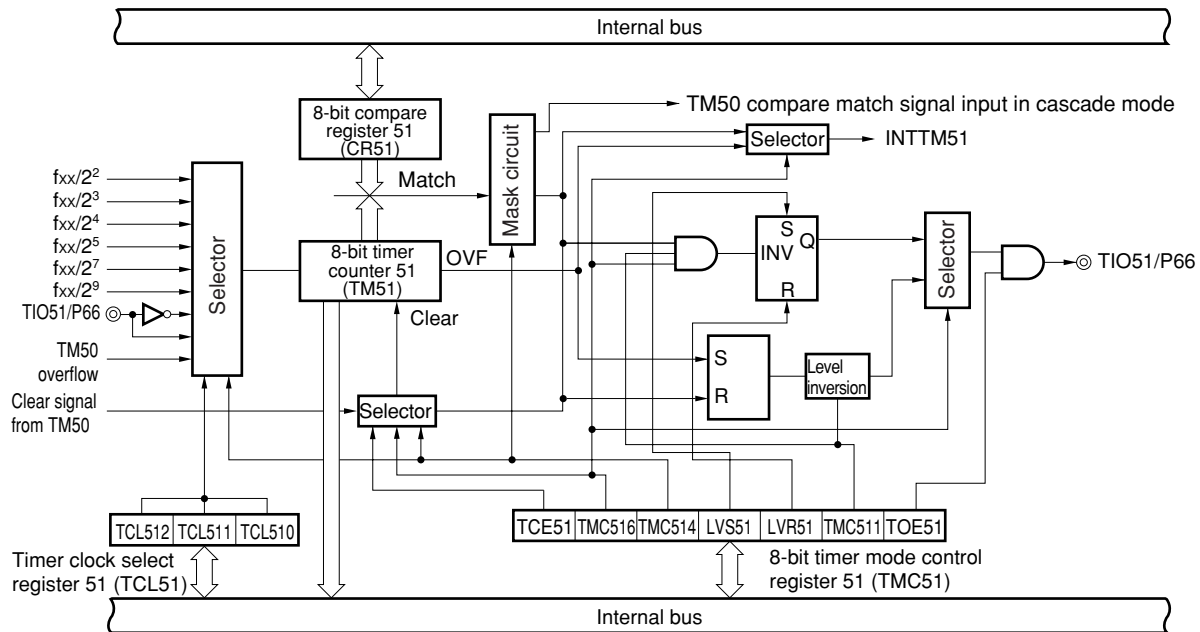 Internal bus
8-bit compare
register 51
(CR51)
TM50 compare match signal input in cascade mode
Selector
INTTM51
Mask circuit
Match
fxx/2²
fxx/2³
fxx/2⁴
fxx/2⁵
fxx/2⁷
fxx/2⁹
TIO51/P66
TM50
overflow
Clear signal
from TM50
Selector
8-bit timer
counter 51
(TM51)
OVF
Clear
Selector
S
INV
Q
R
S
R
Level
inversion
Selector
TIO51/P66
TCL512
TCL511
TCL510
Timer clock select
register 51 (TCL51)
TCE51
TMC516
TMC514
LVS51
LVR51
TMC511
TOE51
8-bit timer mode control
register 51 (TMC51)
Internal bus